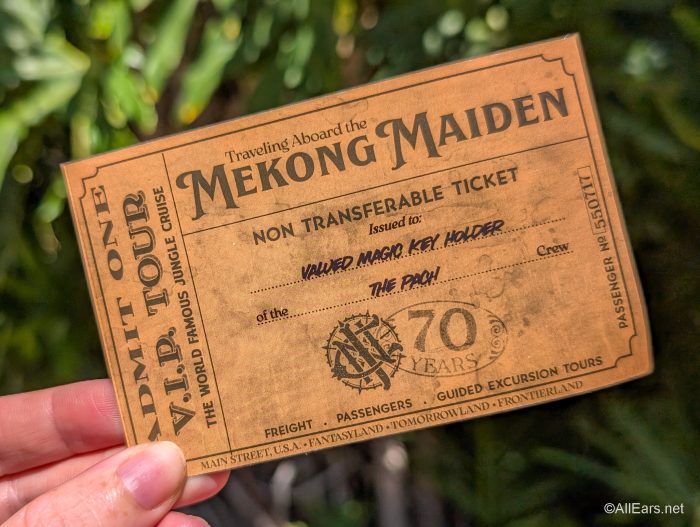 ADMIT ONE
V.I.P. TOUR
THE WORLD FAMOUS JUNGLE CRUISE
Traveling Aboard the
MEKONG MAIDEN
NON TRANSFERABLE TICKET
Issued to:
VALUED MAGIC KEY HOLDER
of the THE PACH Crew
70
YEARS
FREIGHT · PASSENGERS · GUIDED EXCURSION TOURS
MAIN STREET, U.S.A. · FANTASYLAND · TOMORROWLAND · FRONTIERLAND
PASSENGER No 550717
©AllEars.net